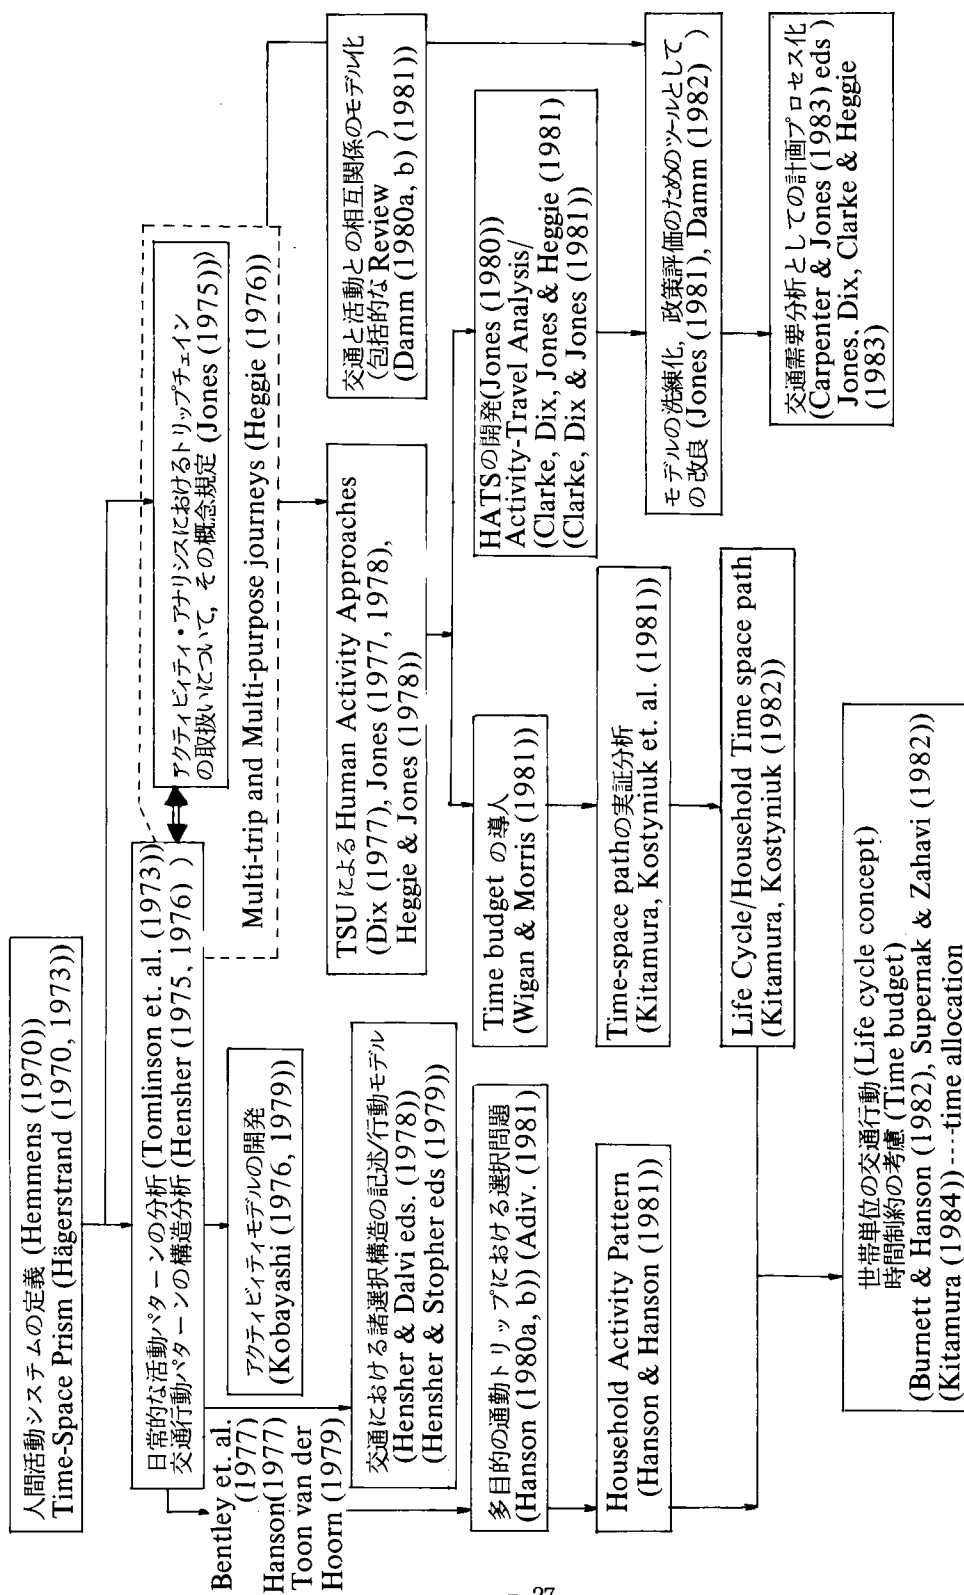 人間活動システムの定義 (Hemmens (1970))
Time-Space Prism (Hägerstrand (1970, 1973))
日常的な活動パターンの分析 (Tomlinson et. al. (1973))
交通行動パターンの構造分析 (Hensher (1975, 1976) )
アクティビィティ・アナリシスにおけるトリップチェイン
の取扱いについて, その概念規定 (Jones (1975)))
Multi-trip and Multi-purpose journeys (Heggie (1976))
Bentley et. al.
(1977)
Hanson(1977)
Toon van der
Hoorn (1979)
アクティビィティモデルの開発
(Kobayashi (1976, 1979))
交通における諸選択構造の記述/行動モデル
(Hensher & Dalvi eds. (1978))
(Hensher & Stopher eds (1979))
TSUによる Human Activity Approaches
(Dix (1977), Jones (1977, 1978),
Heggie & Jones (1978))
交通と活動との相互関係のモデル化
(包括的な Review )
(Damm (1980a, b) (1981))
多目的の通勤トリップにおける選択問題
(Hanson (1980a, b)) (Adiv. (1981)
Time budget の導入
(Wigan & Morris (1981))
HATSの開発(Jones (1980)
Activity-Travel Analysis/
(Clarke, Dix, Jones & Heggie (1981)
(Clarke, Dix & Jones (1981))
Household Activity Pattern
(Hanson & Hanson (1981))
Time-space pathの実証分析
(Kitamura, Kostyniuk et. al. (1981))
モデルの洗練化, 政策評価のためのツールとして
の改良 (Jones (1981), Damm (1982) )
Life Cycle/Household Time space path
(Kitamura, Kostyniuk (1982))
交通需要分析としての計画プロセス化
(Carpenter & Jones (1983) eds
Jones. Dix, Clarke & Heggie
(1983)
世帯単位の交通行動 (Life cycle concept)
時間制約の考慮 (Time budget)
(Burnett & Hanson (1982), Supernak & Zahavi (1982))
(Kitamura (1984))----time allocation
– 27